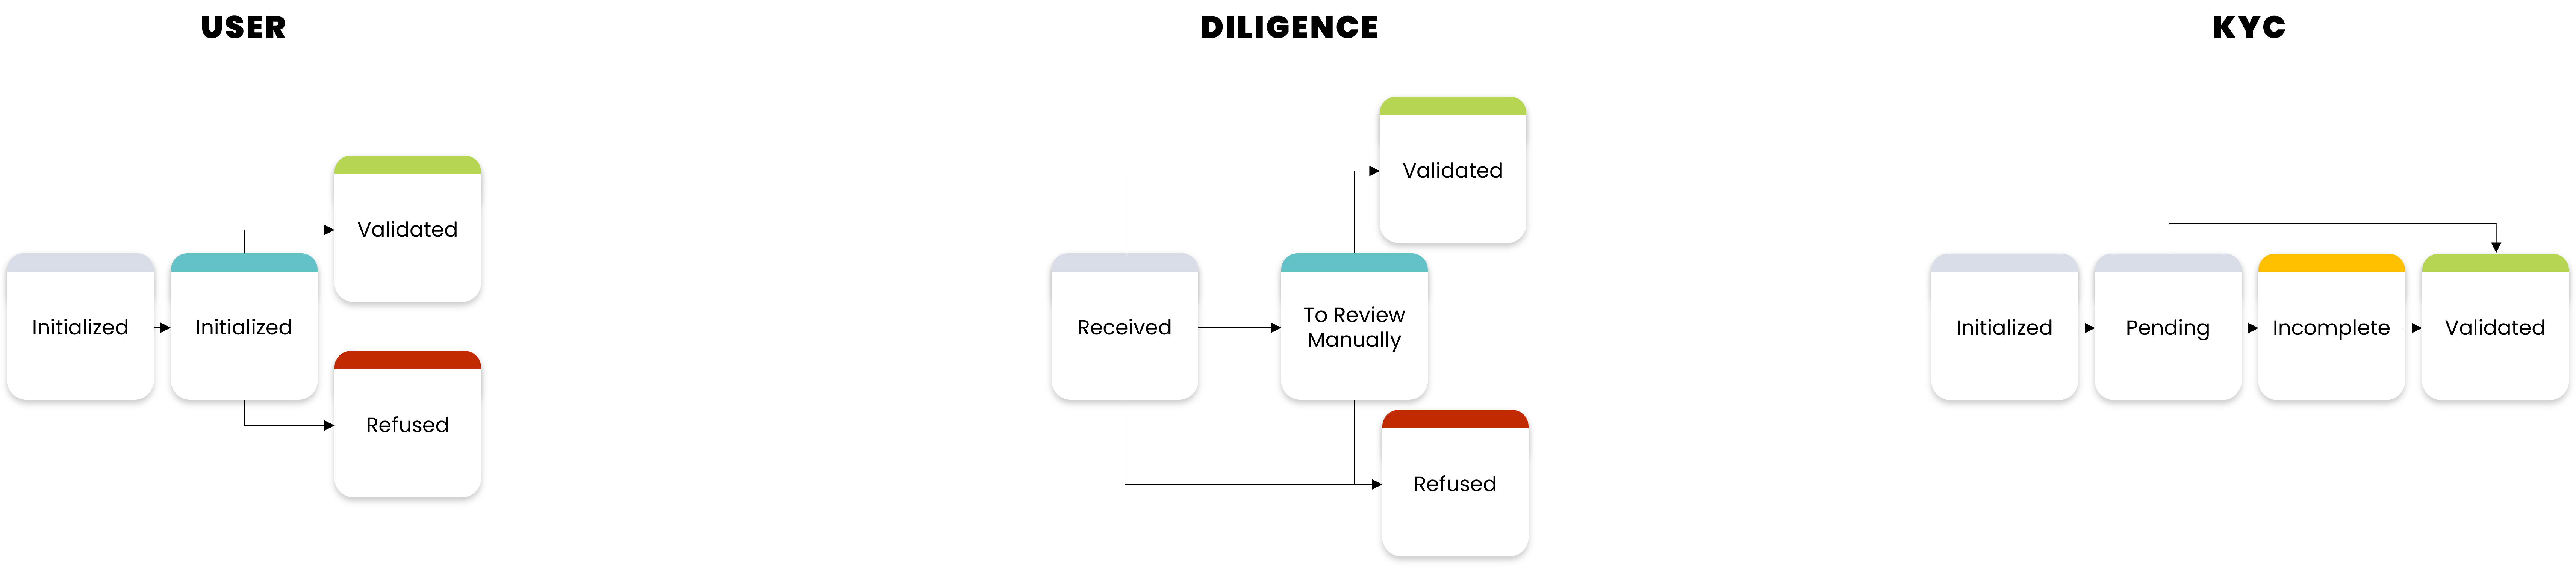 USER
Initialized
Initialized
Validated
Refused
DILIGENCE
Received
To Review
Manually
Validated
Refused
KYC
Initialized
Pending
Incomplete
Validated